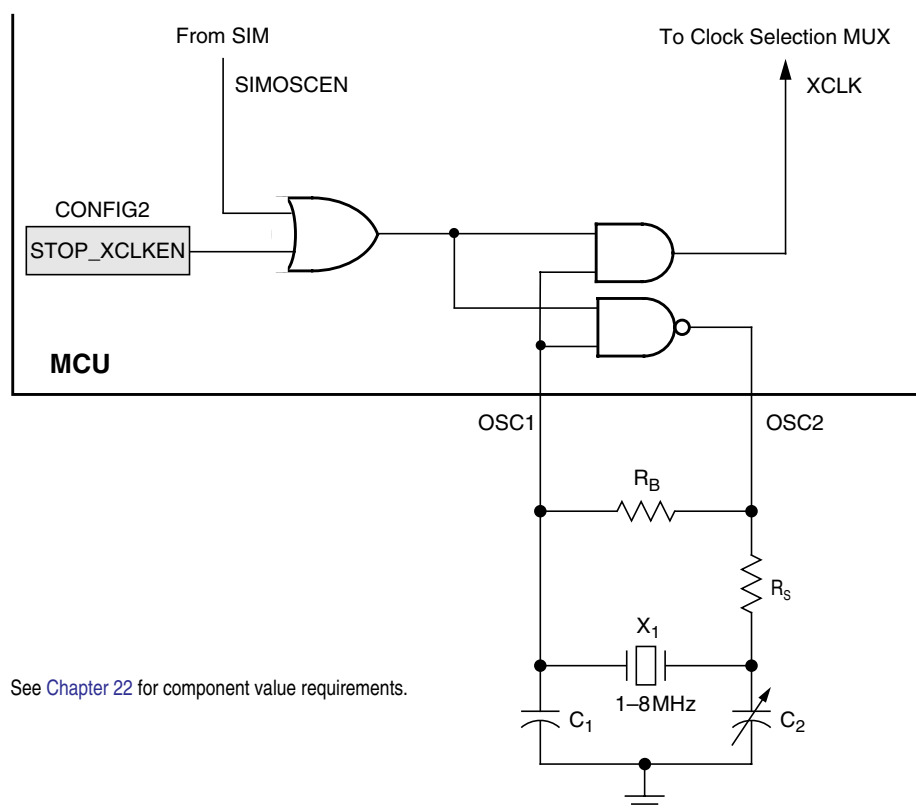 From SIM
To Clock Selection MUX
SIMOSCEN
XCLK
CONFIG2
STOP_XCLKEN
MCU
OSC1
OSC2
RB
RS
X1
1–8MHz
See Chapter 22 for component value requirements.
C1
C2